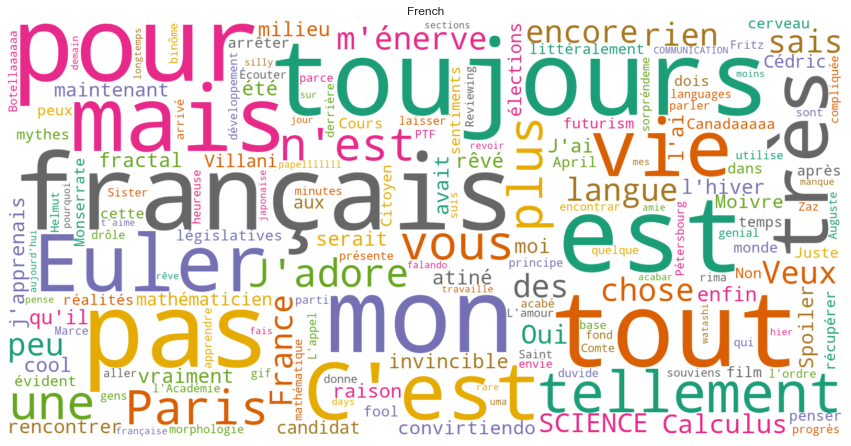 French
pour
toujours
mais
français
est
très
vie
tout
mon
pas
Euler
C'est
tellement
Paris
une
n'est
m'énerve
encore
rien
sais
plus
langue
vous
J'adore
des
chose
Veux
SCIENCE
Calculus
France
Oui
peu
milieu
été
maintenant
arrêter
Botellaaaaaa
demain
longtemps
binôme
arrivé
silly
Écouter
sur
jour
développement
derrière
parce
Cours
laisser
PTF
sentiments
Reviewing
sections
revoir
élections
littéralement
COMMUNICATION
Fritz
cerveau
Cédric
moins
compliquée
sont
dois
languages
parler
sorpréndeme
futurism
Canadaaaaa
l'ai
J'ai
April
utilise
dans
après
manque
mes
peux
mythes
fractal
Villani
papelllllll
rêvé
avait
suis
Citoyen
aux
minutes
japonaise
heureuse
Sister
cette
Monserrate
pourquoi
Helmut
t'aime
drôle
j'apprenais
aujourd'hui
législatives
serait
présente
falando
l'hiver
Moivre
encontrar
amie
quelque
Pétersbourg
temps
genial
monde
Auguste
Zaz
Juste
moi
principe
atiné
acabar
rima
Non
enfin
réalités
mathématicien
rêve
pense
Marce
qu'il
cool
évident
aller
vraiment
gif
gens
l'Académie
rencontrer
française
morphologie
apprendre
fais
mathématique
L'appel
parti
travaille
acabé
L'amour
invincible
donne
raison
days
fool
candidat
convirtiendo
rare
uma
Saint
envie
base
fond
Comte
duvide
watashi
hier
qui
Spoiler
récupérer
souviens
film
l'ordre
penser
progrès